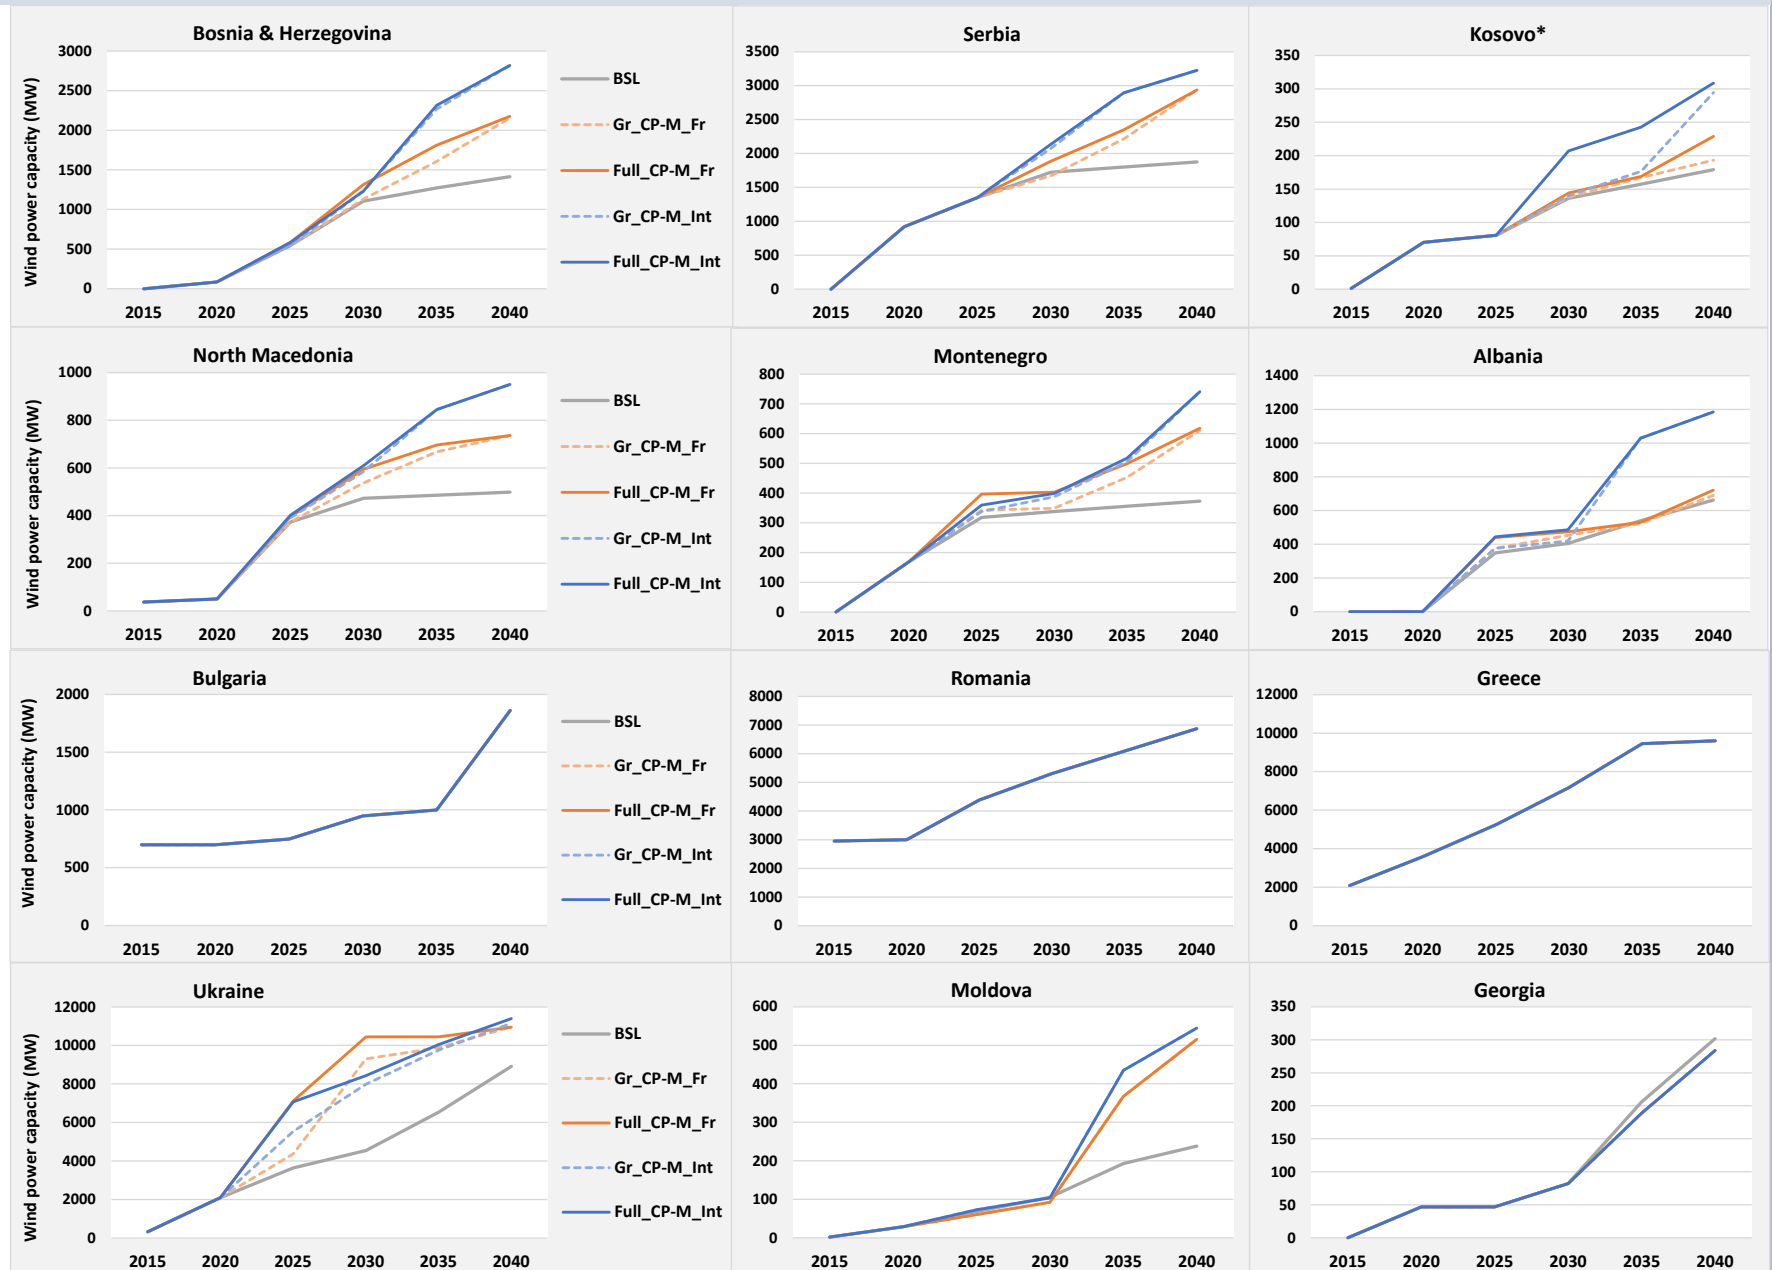 Bosnia & Herzegovina
Wind power capacity (MW)
3000
2500
2000
1500
1000
500
0
2015 2020 2025 2030 2035 2040
BSL
Gr_CP-M_Fr
Full_CP-M_Fr
Gr_CP-M_Int
Full_CP-M_Int
Serbia
3500
3000
2500
2000
1500
1000
500
0
2015 2020 2025 2030 2035 2040
Kosovo*
350
300
250
200
150
100
50
0
2015 2020 2025 2030 2035 2040
North Macedonia
Wind power capacity (MW)
1000
800
600
400
200
0
2015 2020 2025 2030 2035 2040
BSL
Gr_CP-M_Fr
Full_CP-M_Fr
Gr_CP-M_Int
Full_CP-M_Int
Montenegro
800
700
600
500
400
300
200
100
0
2015 2020 2025 2030 2035 2040
Albania
1400
1200
1000
800
600
400
200
0
2015 2020 2025 2030 2035 2040
Bulgaria
Wind power capacity (MW)
2000
1500
1000
500
0
2015 2020 2025 2030 2035 2040
BSL
Gr_CP-M_Fr
Full_CP-M_Fr
Gr_CP-M_Int
Full_CP-M_Int
Romania
8000
7000
6000
5000
4000
3000
2000
1000
0
2015 2020 2025 2030 2035 2040
Greece
12000
10000
8000
6000
4000
2000
0
2015 2020 2025 2030 2035 2040
Ukraine
Wind power capacity (MW)
12000
10000
8000
6000
4000
2000
0
2015 2020 2025 2030 2035 2040
BSL
Gr_CP-M_Fr
Full_CP-M_Fr
Gr_CP-M_Int
Full_CP-M_Int
Moldova
600
500
400
300
200
100
0
2015 2020 2025 2030 2035 2040
Georgia
350
300
250
200
150
100
50
0
2015 2020 2025 2030 2035 2040